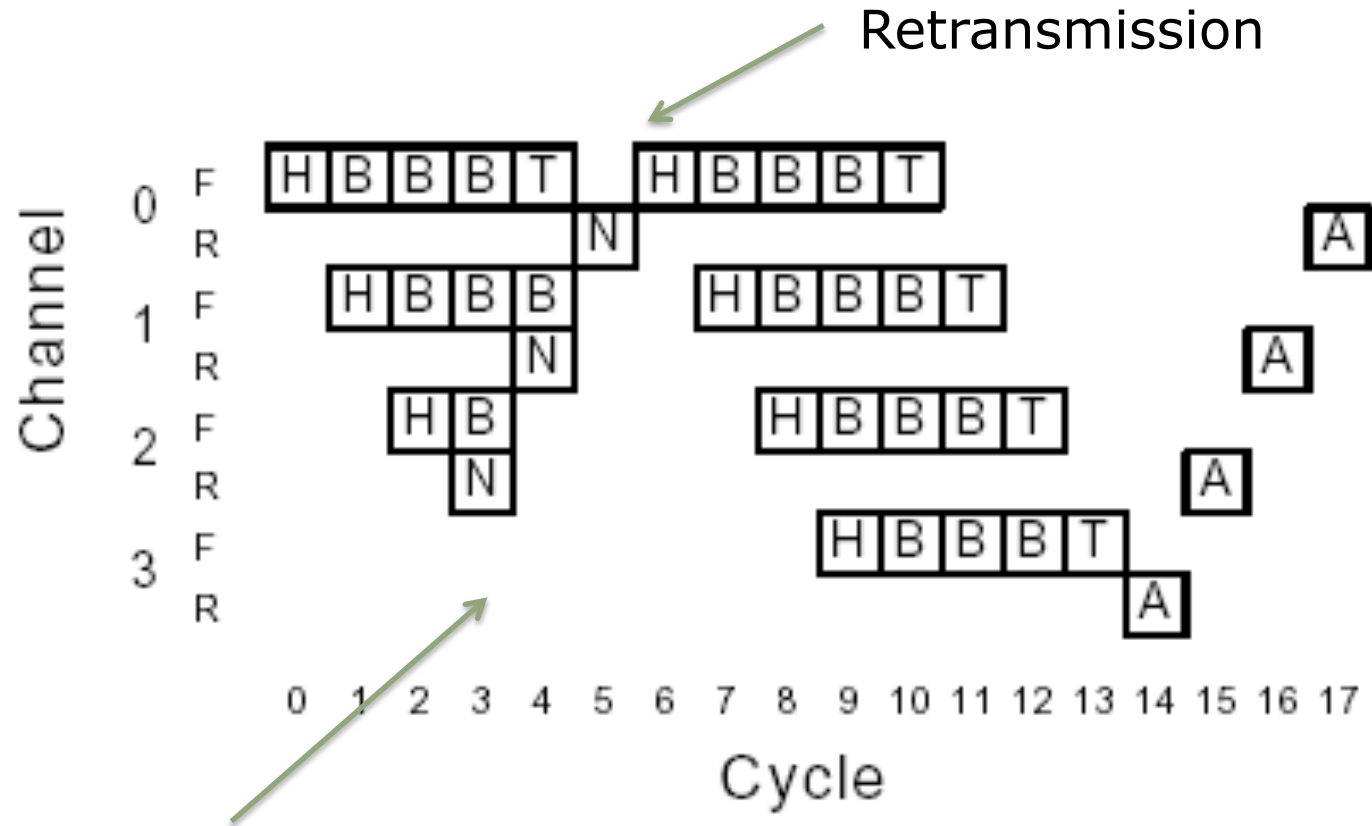 Retransmission
F H B B B T H B B B T
0
R N A
F H B B B H B B B T
1
R N A
F H B H B B B T
2
R N A
F H B B B T
3
R A
Channel
0 1 2 3 4 5 6 7 8 9 10 11 12 13 14 15 16 17
Cycle